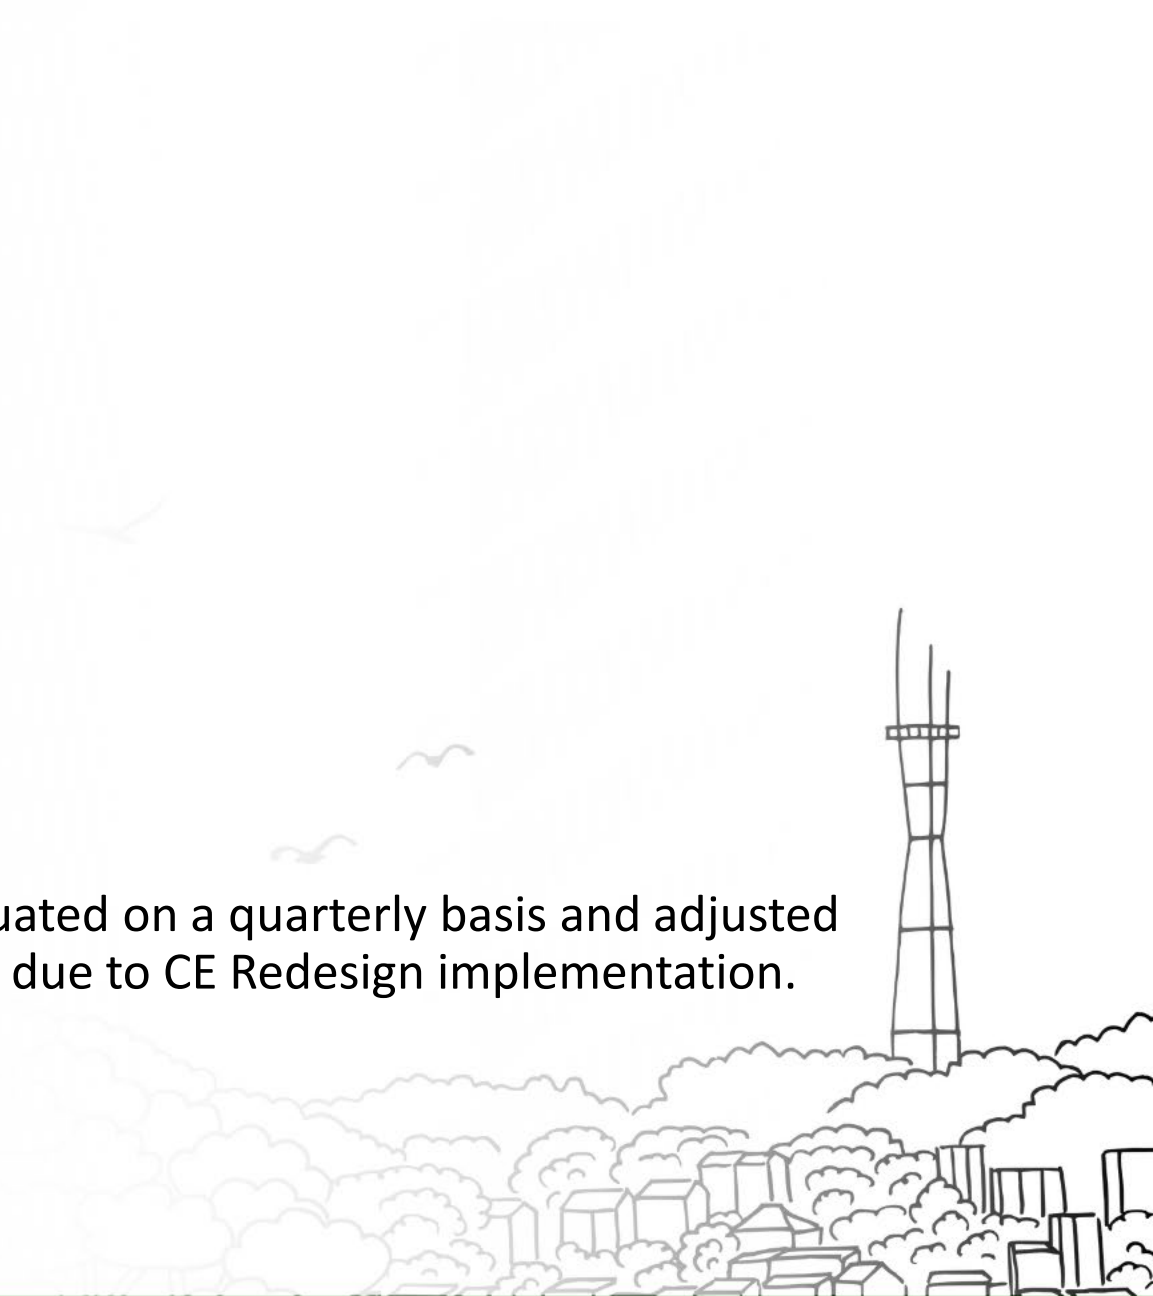 uated on a quarterly basis and adjusted
due to CE Redesign implementation.